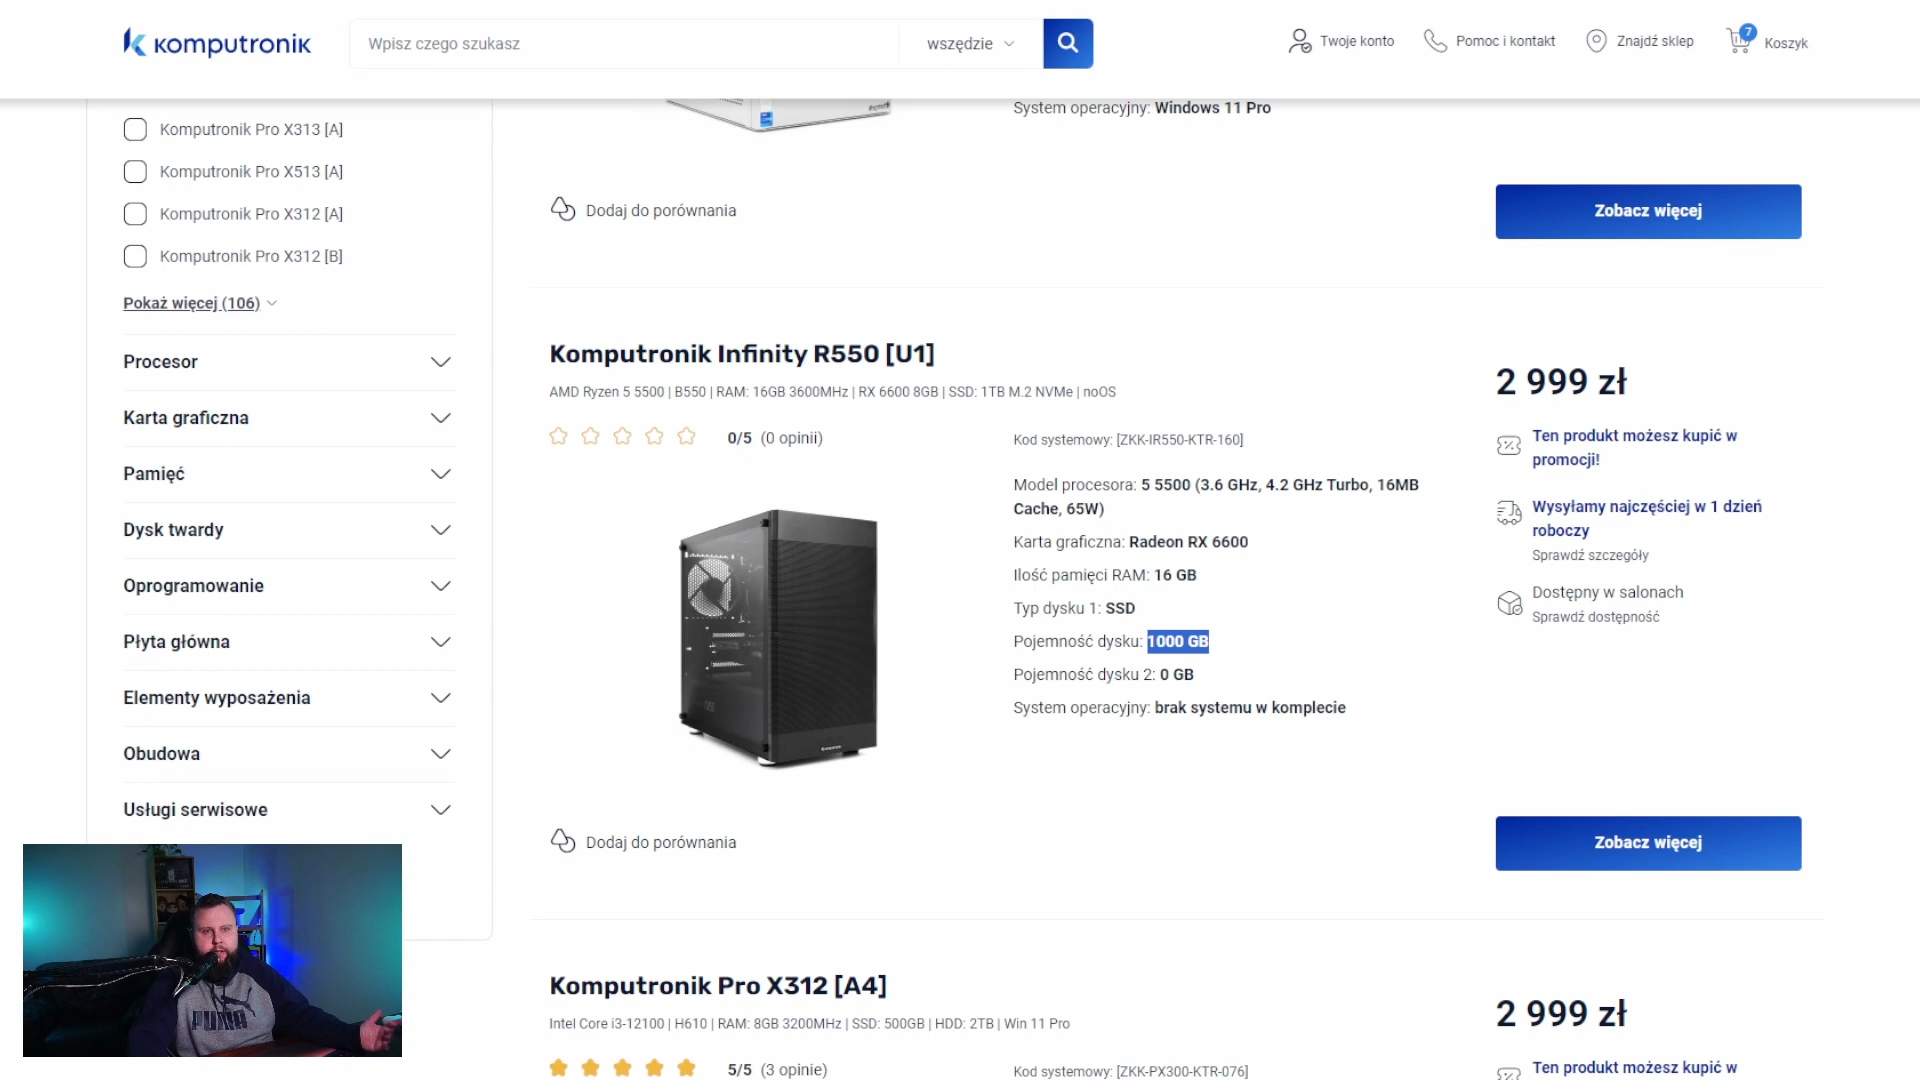 komputronik
Wpisz czego szukasz
wszędzie
Twoje konto
Pomoc i kontakt
Znajdź sklep
7
Koszyk
Komputronik Pro X313 [A]
Komputronik Pro X513 [A]
Komputronik Pro X312 [A]
Komputronik Pro X312 [B]
Pokaż więcej (106)
Procesor
Karta graficzna
Pamięć
Dysk twardy
Oprogramowanie
Płyta główna
Elementy wyposażenia
Obudowa
Usługi serwisowe
System operacyjny: Windows 11 Pro
Dodaj do porównania
Zobacz więcej
Komputronik Infinity R550 [U1]
AMD Ryzen 5 5500 | B550 | RAM: 16GB 3600MHz | RX 6600 8GB | SSD: 1TB M.2 NVMe | noOS
0/5 (0 opinii)
Kod systemowy: [ZKK-IR550-KTR-160]
Model procesora: 5 5500 (3.6 GHz, 4.2 GHz Turbo, 16MB
Cache, 65W)
Karta graficzna: Radeon RX 6600
Ilość pamięci RAM: 16 GB
Typ dysku 1: SSD
Pojemność dysku: 1000 GB
Pojemność dysku 2: 0 GB
System operacyjny: brak systemu w komplecie
2 999 zł
Ten produkt możesz kupić w
promocji!
Wysyłamy najczęściej w 1 dzień
roboczy
Sprawdź szczegóły
Dostępny w salonach
Sprawdź dostępność
Dodaj do porównania
Zobacz więcej
Komputronik Pro X312 [A4]
Intel Core i3-12100 | H610 | RAM: 8GB 3200MHz | SSD: 500GB | HDD: 2TB | Win 11 Pro
5/5 (3 opinie)
Kod systemowy: [ZKK-PX300-KTR-076]
2 999 zł
Ten produkt możesz kupić w
PUMA